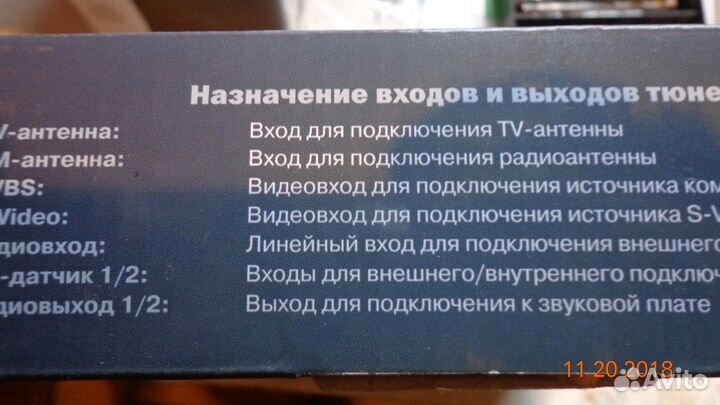 Назначение входов и выходов тюне
V-антенна: Вход для подключения TV-антенны
М-антенна: Вход для подключения радиоантенны
VBS: Видеовход для подключения источника ком
Video: Видеовход для подключения источника S-V
диовход: Линейный вход для подключения внешнего
-датчик 1/2: Входы для внешнего/внутреннего подключ
диовыход 1/2: Выход для подключения к звуковой плате
11 20 2018
Avito